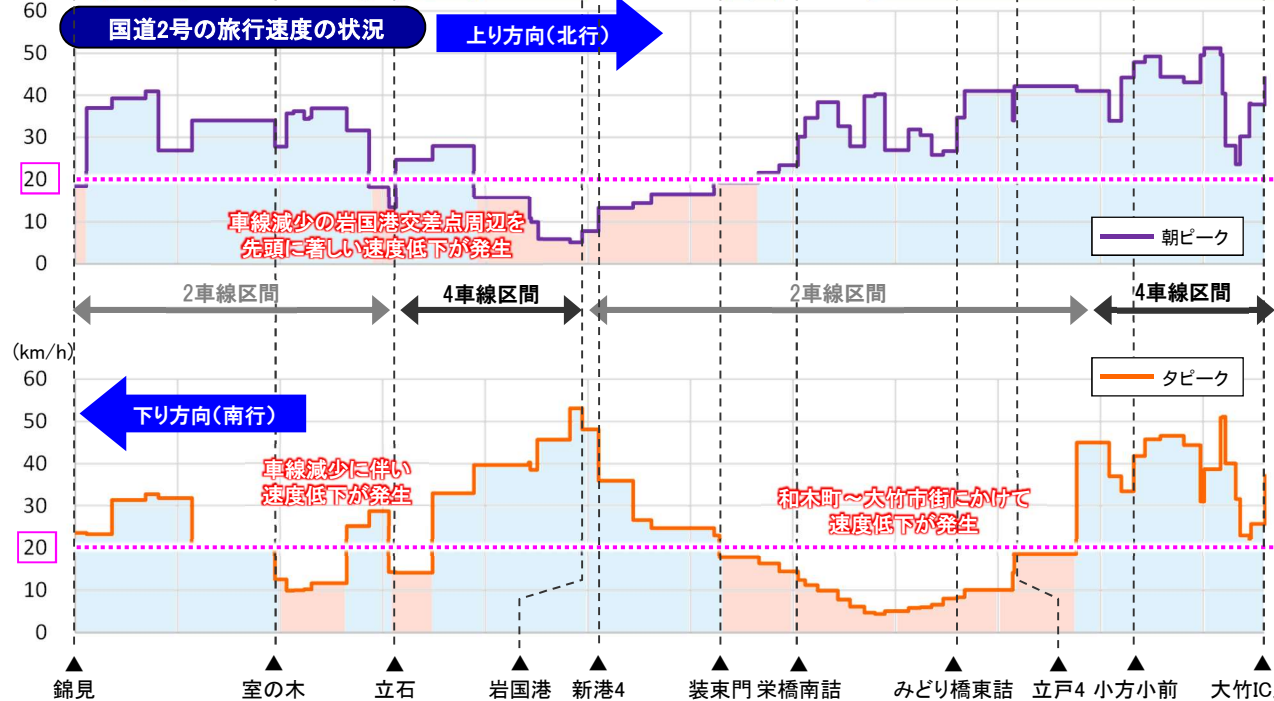 国道2号の旅行速度の状況
上り方向(北行)
60
50
40
30
20
10
0
車線減少の岩国港交差点周辺を
先頭に著しい速度低下が発生
朝ピーク
2車線区間
4車線区間
2車線区間
4車線区間
(km/h)
60
50
40
30
20
10
0
下り方向(南行)
夕ピーク
車線減少に伴い
速度低下が発生
和木町～大竹市街にかけて
速度低下が発生
錦見 室の木 立石 岩国港 新港4 装束門 栄橋南詰 みどり橋東詰 立戸4 小方小前 大竹IC